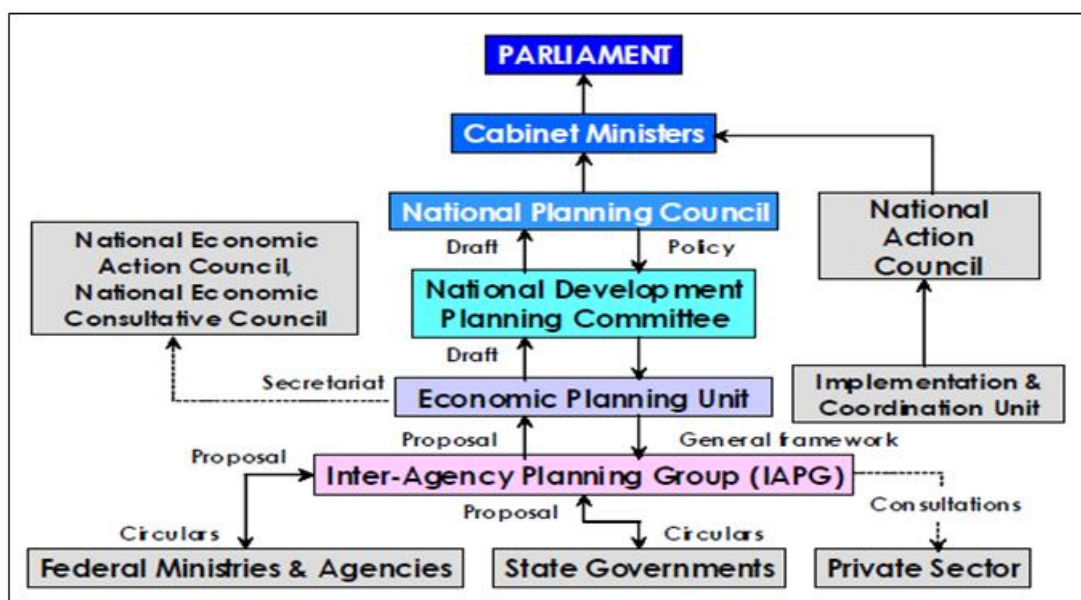 PARLIAMENT
Cabinet Ministers
National Planning Council
National
Action
Council
National Economic
Action Council,
National Economic
Consultative Council
Draft
Policy
National Development
Planning Committee
Draft
Secretariat
Economic Planning Unit
Implementation &
Coordination Unit
Proposal
General framework
Proposal
Inter-Agency Planning Group (IAPG)
Proposal
Consultations
Circulars
Circulars
Federal Ministries & Agencies
State Governments
Private Sector